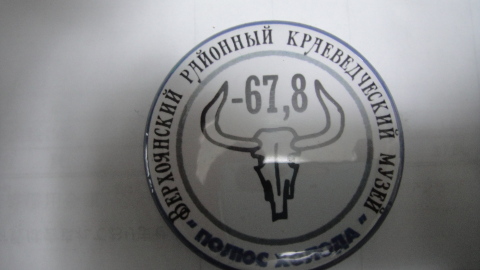 ВЕРХОЯНСКИЙ РАЙОННЫЙ КРАЕВЕДЧЕСКИЙ МУЗЕЙ
-67,8
"ПОЛЮС ХОЛОДА"